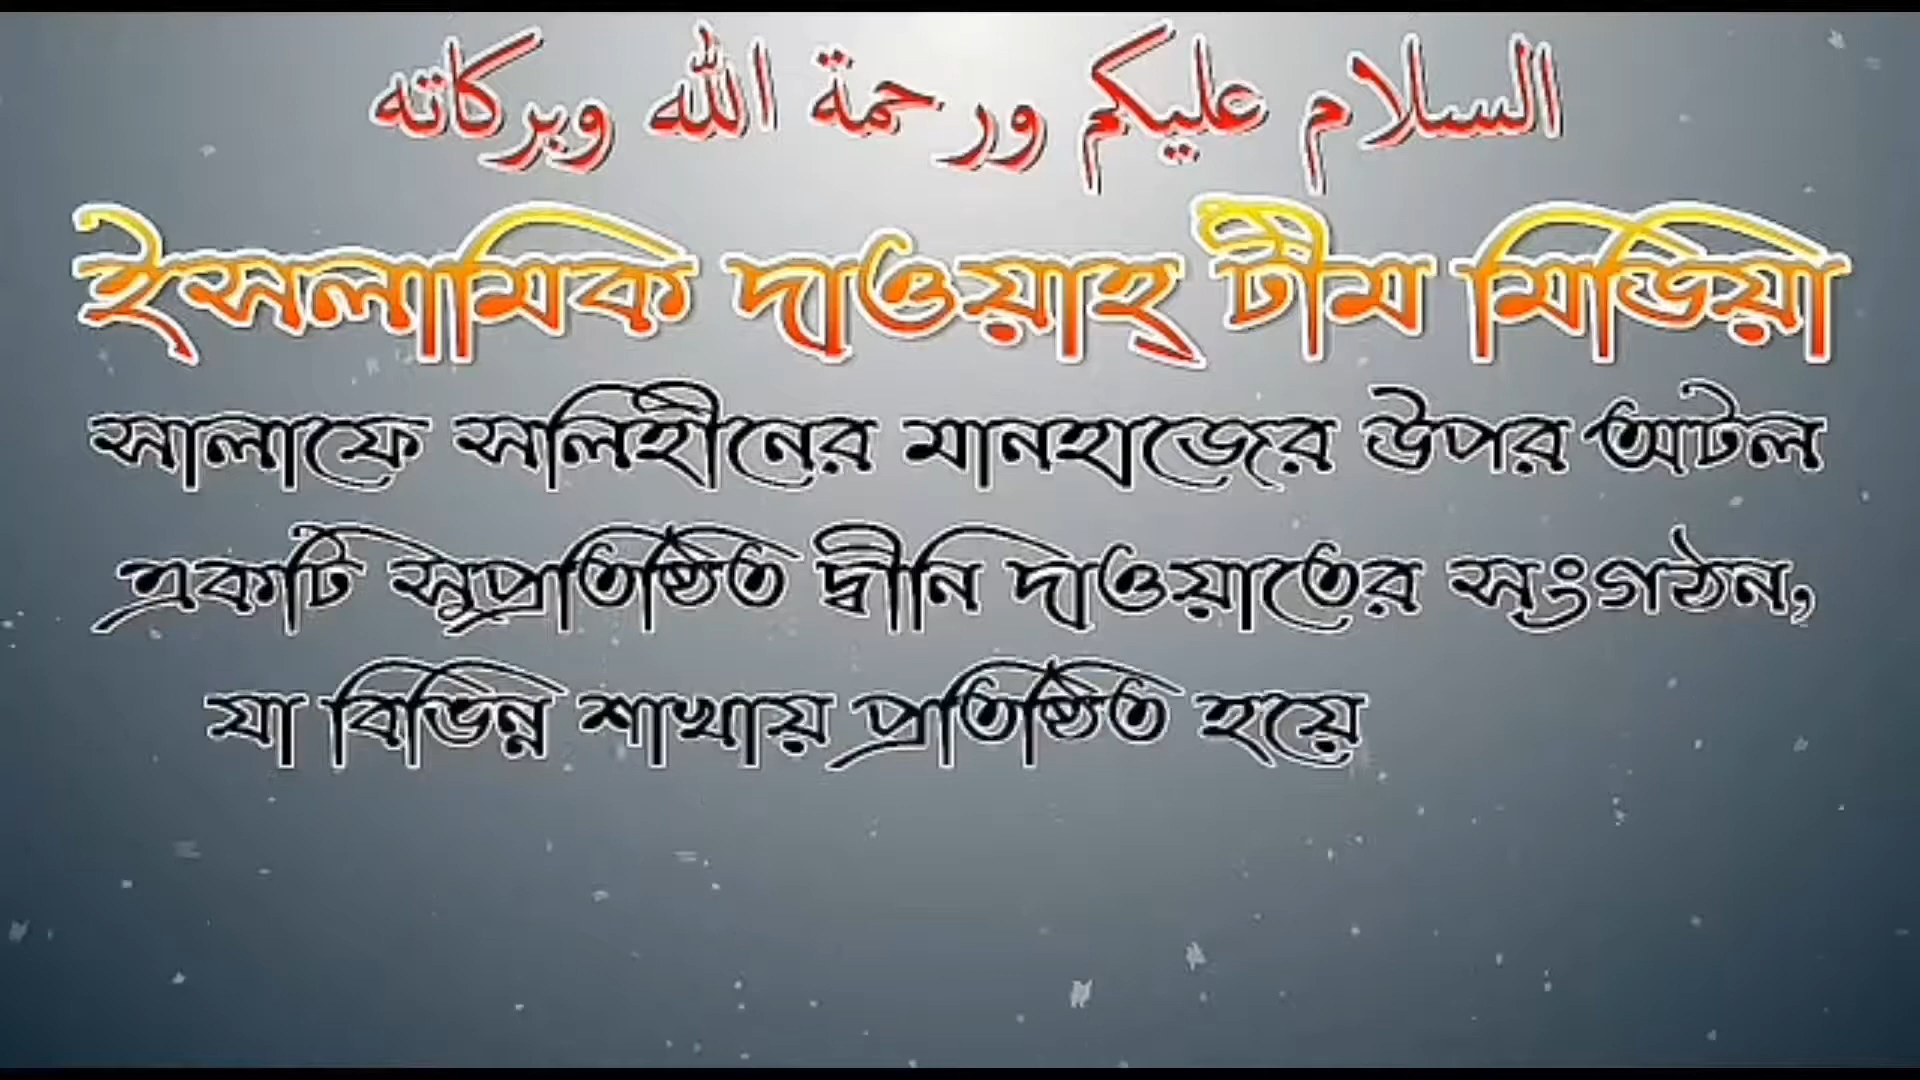 السلام عليكم ورحمة الله وبركاته
ইসলামিক দাওয়াহ্ টীম মিডিয়া
সালাফে সলিহীনের মানহাজের উপর অটল
একটি সুপ্রতিষ্ঠিত দ্বীনি দাওয়াতের সংগঠন,
যা বিভিন্ন শাখায় প্রতিষ্ঠিত হয়ে